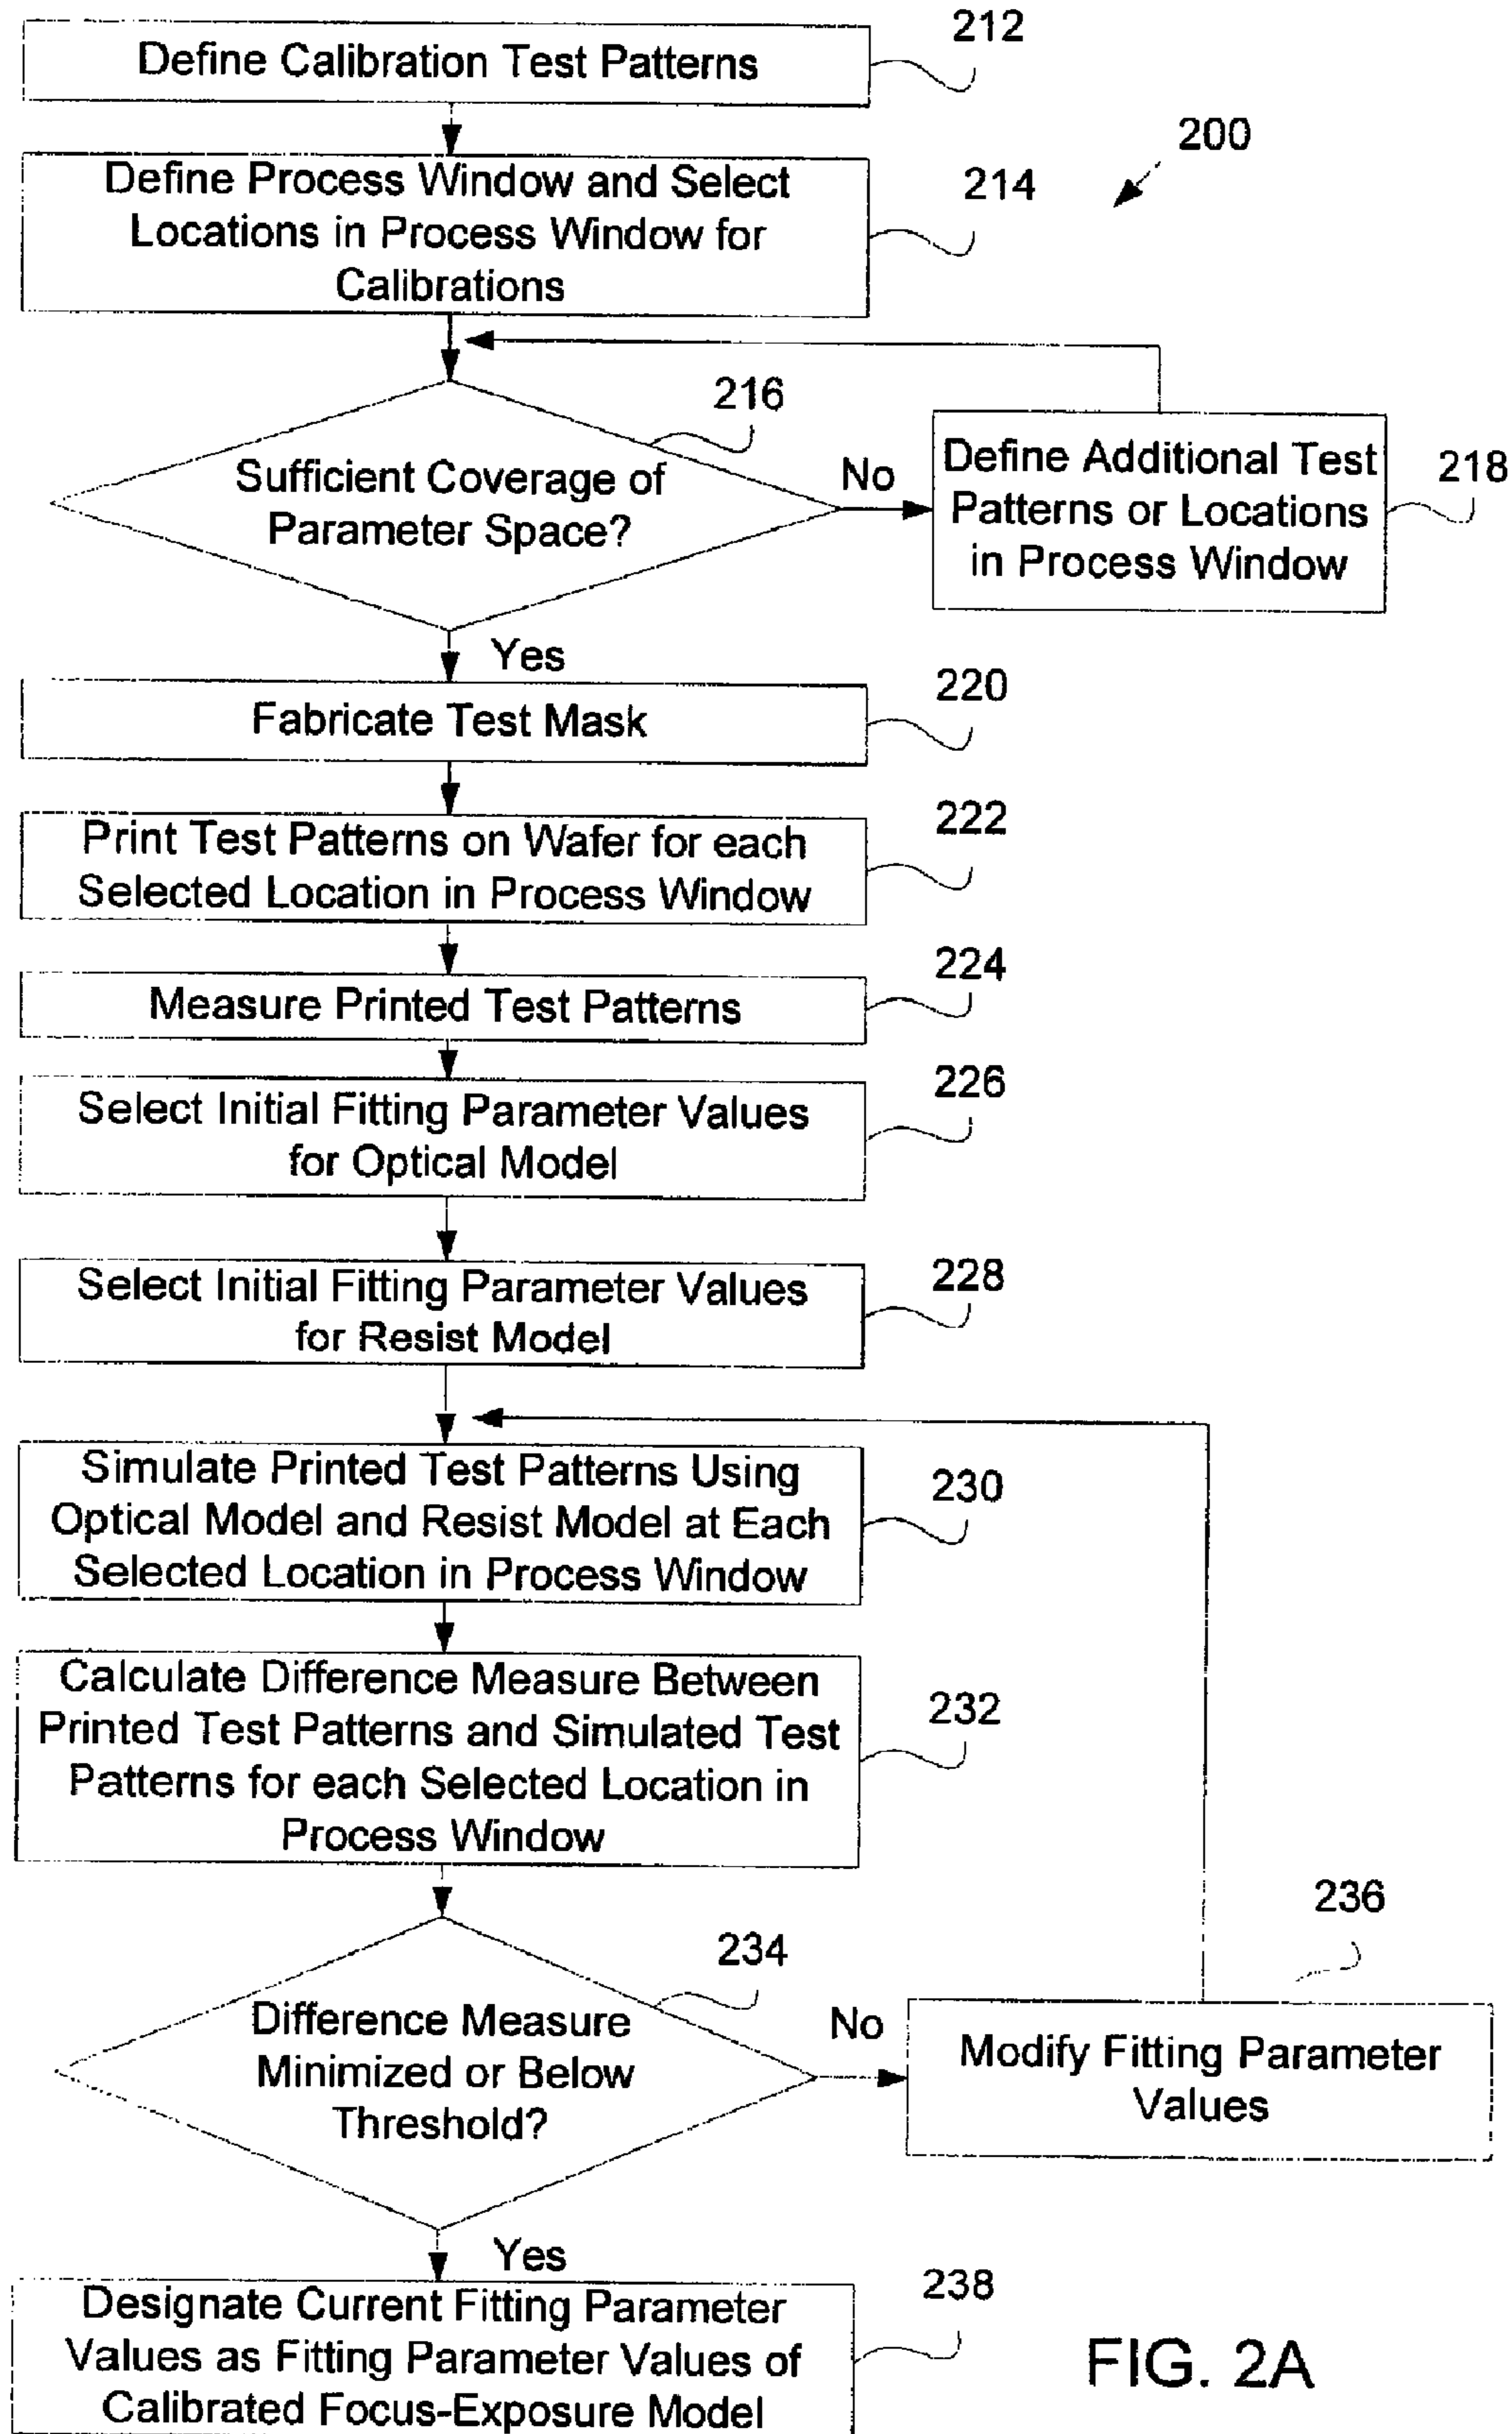 212
Define Calibration Test Patterns
200
Define Process Window and Select
Locations in Process Window for
Calibrations
214
216
Sufficient Coverage of
Parameter Space?
No
Define Additional Test
Patterns or Locations
in Process Window
218
Yes
220
Fabricate Test Mask
222
Print Test Patterns on Wafer for each
Selected Location in Process Window
224
Measure Printed Test Patterns
226
Select Initial Fitting Parameter Values
for Optical Model
228
Select Initial Fitting Parameter Values
for Resist Model
Simulate Printed Test Patterns Using
Optical Model and Resist Model at Each
Selected Location in Process Window
230
Calculate Difference Measure Between
Printed Test Patterns and Simulated Test
Patterns for each Selected Location in
Process Window
232
234
Difference Measure
Minimized or Below
Threshold?
No
236
Modify Fitting Parameter
Values
Yes
Designate Current Fitting Parameter
Values as Fitting Parameter Values of
Calibrated Focus-Exposure Model
238
FIG. 2A